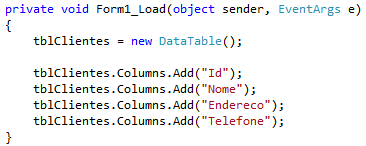 private void Form1_Load(object sender, EventArgs e)
{
    tblClientes = new DataTable();

    tblClientes.Columns.Add("Id");
    tblClientes.Columns.Add("Nome");
    tblClientes.Columns.Add("Endereco");
    tblClientes.Columns.Add("Telefone");
}